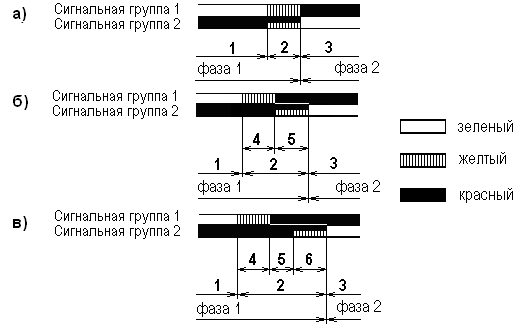 а) Сигнальная группа 1
Сигнальная группа 2
1 2 3
фаза 1 фаза 2
б) Сигнальная группа 1
Сигнальная группа 2
4 5
1 2 3
фаза 1 фаза 2
зеленый
желтый
красный
в) Сигнальная группа 1
Сигнальная группа 2
4 5 6
1 2 3
фаза 1 фаза 2